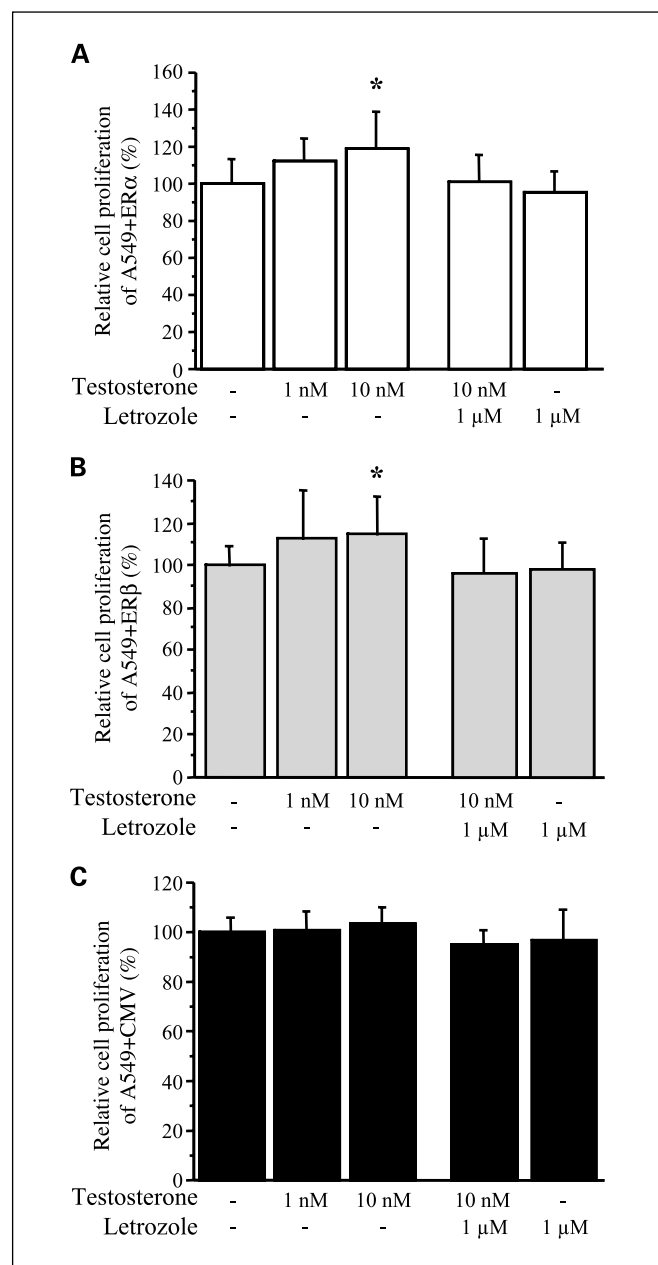 A
Relative cell proliferation
of A549+ERα (%)
160
140
120
100
80
60
40
20
0
*
Testosterone - 1 nM 10 nM 10 nM -
Letrozole - - - 1 µM 1 µM
B
Relative cell proliferation
of A549+ERβ (%)
140
120
100
80
60
40
20
0
*
Testosterone - 1 nM 10 nM 10 nM -
Letrozole - - - 1 µM 1 µM
C
Relative cell proliferation
of A549+CMV (%)
120
100
80
60
40
20
0
Testosterone - 1 nM 10 nM 10 nM -
Letrozole - - - 1 µM 1 µM